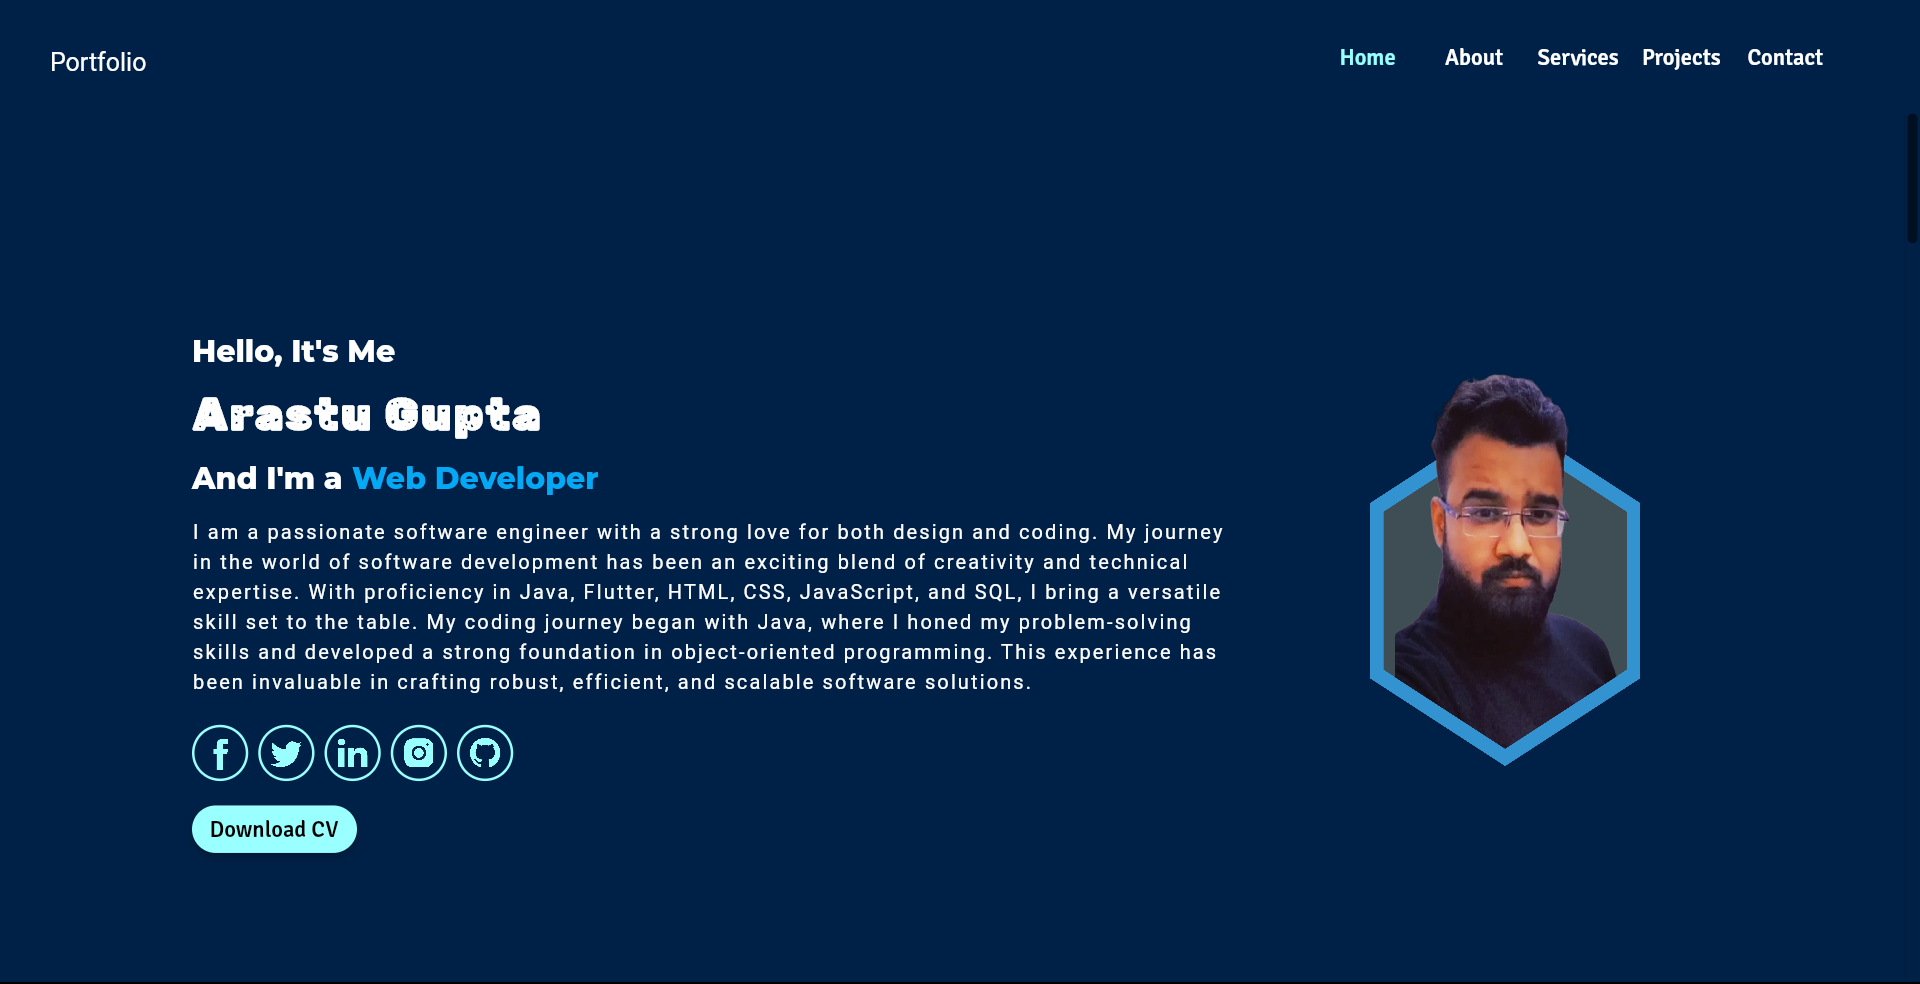 Portfolio
Home About Services Projects Contact
Hello, It's Me
Arastu Gupta
And I'm a Web Developer
I am a passionate software engineer with a strong love for both design and coding. My journey
in the world of software development has been an exciting blend of creativity and technical
expertise. With proficiency in Java, Flutter, HTML, CSS, JavaScript, and SQL, I bring a versatile
skill set to the table. My coding journey began with Java, where I honed my problem-solving
skills and developed a strong foundation in object-oriented programming. This experience has
been invaluable in crafting robust, efficient, and scalable software solutions.
Download CV